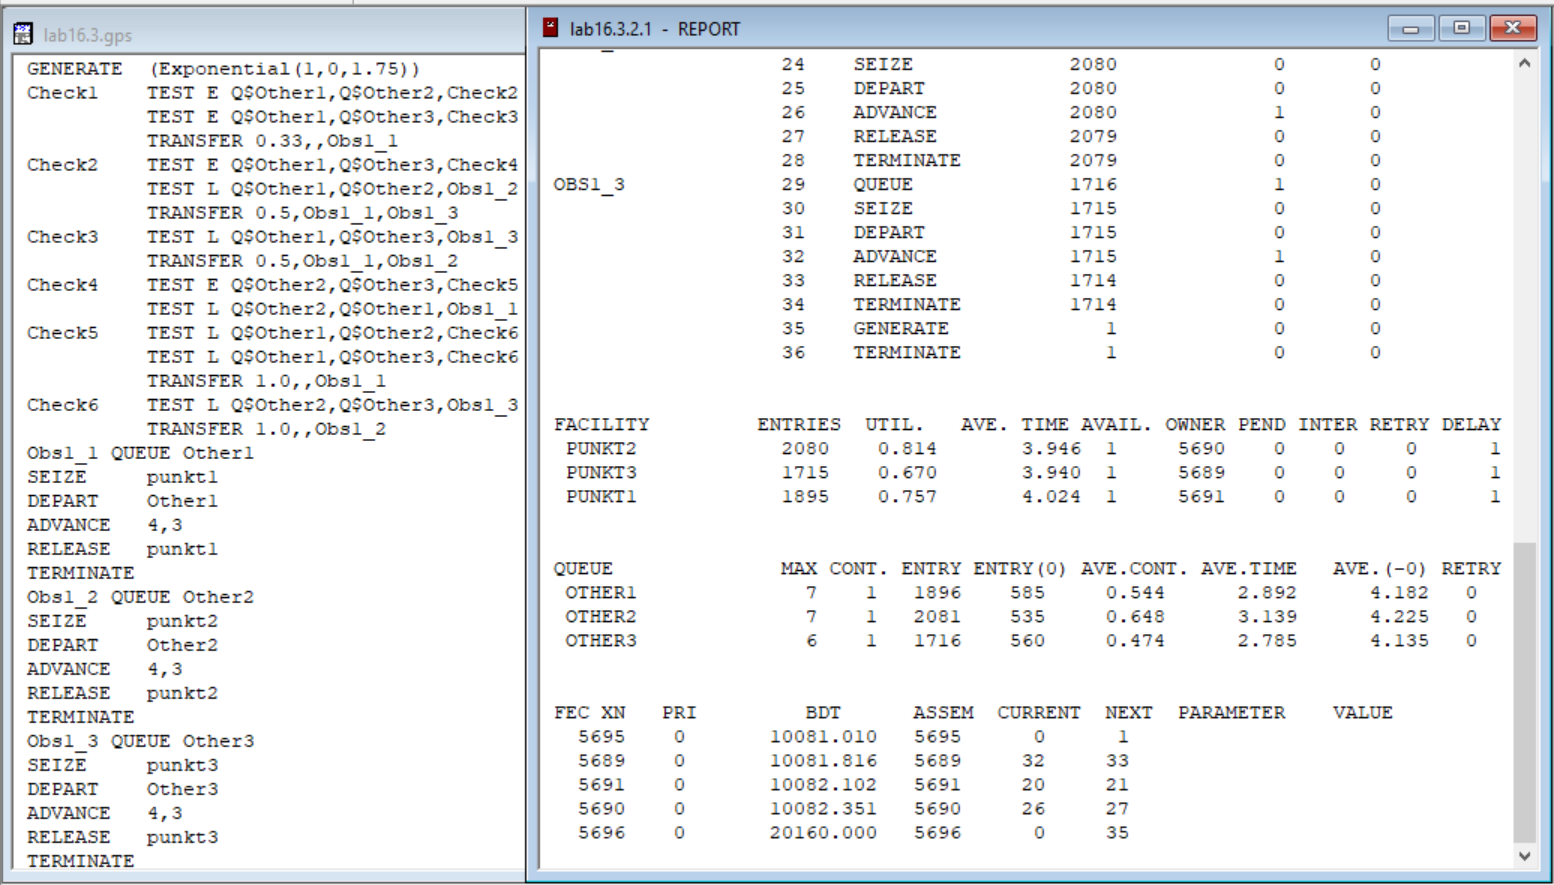 lab16.3.gps
GENERATE (Exponential(1,0,1.75))
Check1 TEST E Q$Other1,Q$Other2,Check2
TEST E Q$Other1,Q$Other3,Check3
TRANSFER 0.33,,Obs1_1
Check2 TEST E Q$Other1,Q$Other3,Check4
TEST L Q$Other1,Q$Other2,Obs1_2
TRANSFER 0.5,Obs1_1,Obs1_3
Check3 TEST L Q$Other1,Q$Other3,Obs1_3
TRANSFER 0.5,Obs1_1,Obs1_2
Check4 TEST E Q$Other2,Q$Other3,Check5
TEST L Q$Other2,Q$Other1,Obs1_1
Check5 TEST L Q$Other1,Q$Other2,Check6
TEST L Q$Other1,Q$Other3,Check6
TRANSFER 1.0,,Obs1_1
Check6 TEST L Q$Other2,Q$Other3,Obs1_3
TRANSFER 1.0,,Obs1_2
Obs1_1 QUEUE Other1
SEIZE punkt1
DEPART Other1
ADVANCE 4,3
RELEASE punkt1
TERMINATE
Obs1_2 QUEUE Other2
SEIZE punkt2
DEPART Other2
ADVANCE 4,3
RELEASE punkt2
TERMINATE
Obs1_3 QUEUE Other3
SEIZE punkt3
DEPART Other3
ADVANCE 4,3
RELEASE punkt3
TERMINATE
lab16.3.2.1 - REPORT
24 SEIZE 2080 0 0
25 DEPART 2080 0 0
26 ADVANCE 2080 1 0
27 RELEASE 2079 0 0
28 TERMINATE 2079 0 0
OBS1_3 29 QUEUE 1716 1 0
30 SEIZE 1715 0 0
31 DEPART 1715 0 0
32 ADVANCE 1715 1 0
33 RELEASE 1714 0 0
34 TERMINATE 1714 0 0
35 GENERATE 1 0 0
36 TERMINATE 1 0 0
FACILITY ENTRIES UTIL. AVE. TIME AVAIL. OWNER PEND INTER RETRY DELAY
PUNKT2 2080 0.814 3.946 1 5690 0 0 0 1
PUNKT3 1715 0.670 3.940 1 5689 0 0 0 1
PUNKT1 1895 0.757 4.024 1 5691 0 0 0 1
QUEUE MAX CONT. ENTRY ENTRY(0) AVE.CONT. AVE.TIME AVE.(-0) RETRY
OTHER1 7 1 1896 585 0.544 2.892 4.182 0
OTHER2 7 1 2081 535 0.648 3.139 4.225 0
OTHER3 6 1 1716 560 0.474 2.785 4.135 0
FEC XN PRI BDT ASSEM CURRENT NEXT PARAMETER VALUE
5695 0 10081.010 5695 0 1
5689 0 10081.816 5689 32 33
5691 0 10082.102 5691 20 21
5690 0 10082.351 5690 26 27
5696 0 20160.000 5696 0 35